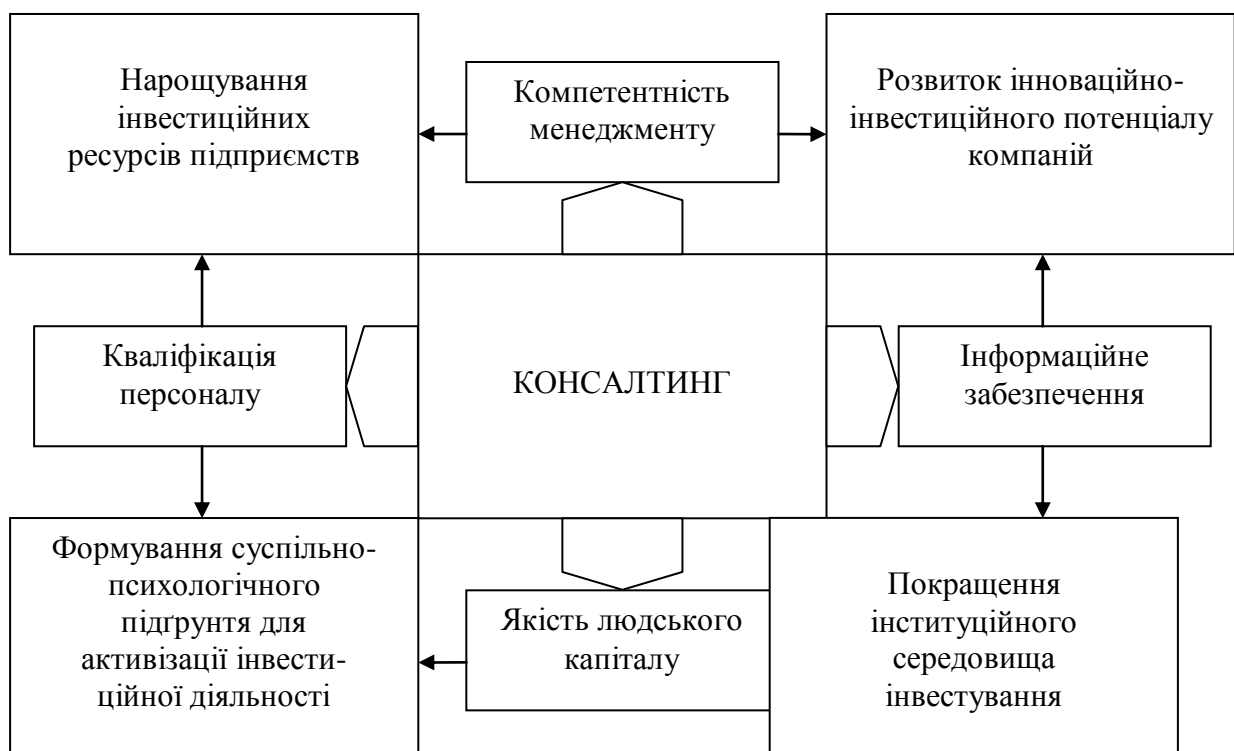 Нарощування
інвестиційних
ресурсів підприємств
Компетентність
менеджменту
Розвиток інноваційно-
інвестиційного потенціалу
компаній
Кваліфікація
персоналу
КОНСАЛТИНГ
Інформаційне
забезпечення
Формування суспільно-
психологічного
підґрунтя для
активізації інвести-
ційної діяльності
Якість людського
капіталу
Покращення
інституційного
середовища
інвестування